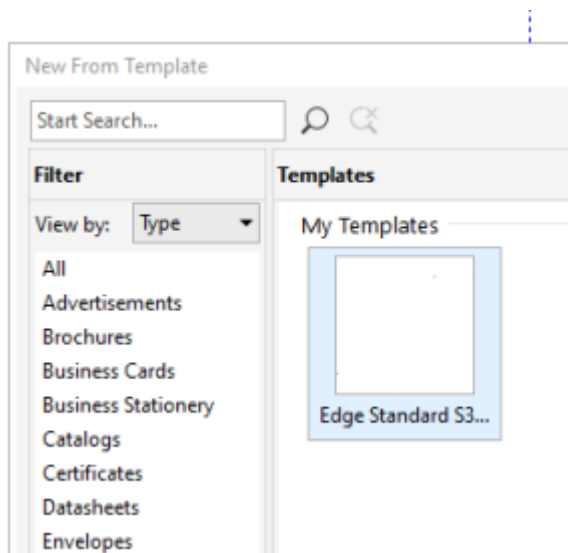 New From Template
Start Search...
Filter
View by: Type
All
Advertisements
Brochures
Business Cards
Business Stationery
Catalogs
Certificates
Datasheets
Envelopes
Templates
My Templates
Edge Standard S3...